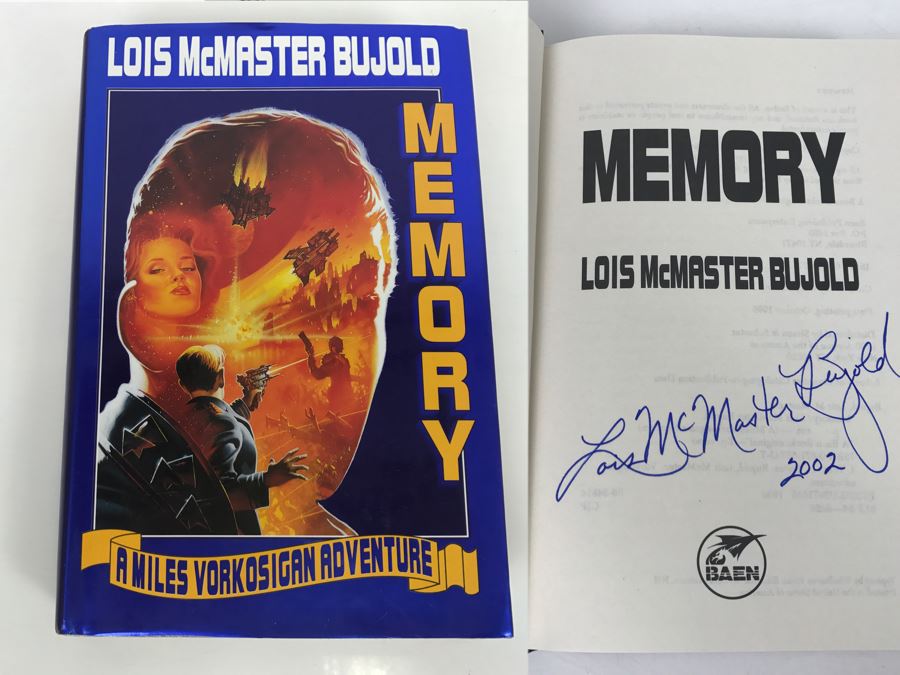 LOIS McMASTER BUJOLD
MEMORY
A MILES VORKOSIGAN ADVENTURE
MEMORY
LOIS McMASTER BUJOLD
Lois McMaster Bujold
2002
BAEN